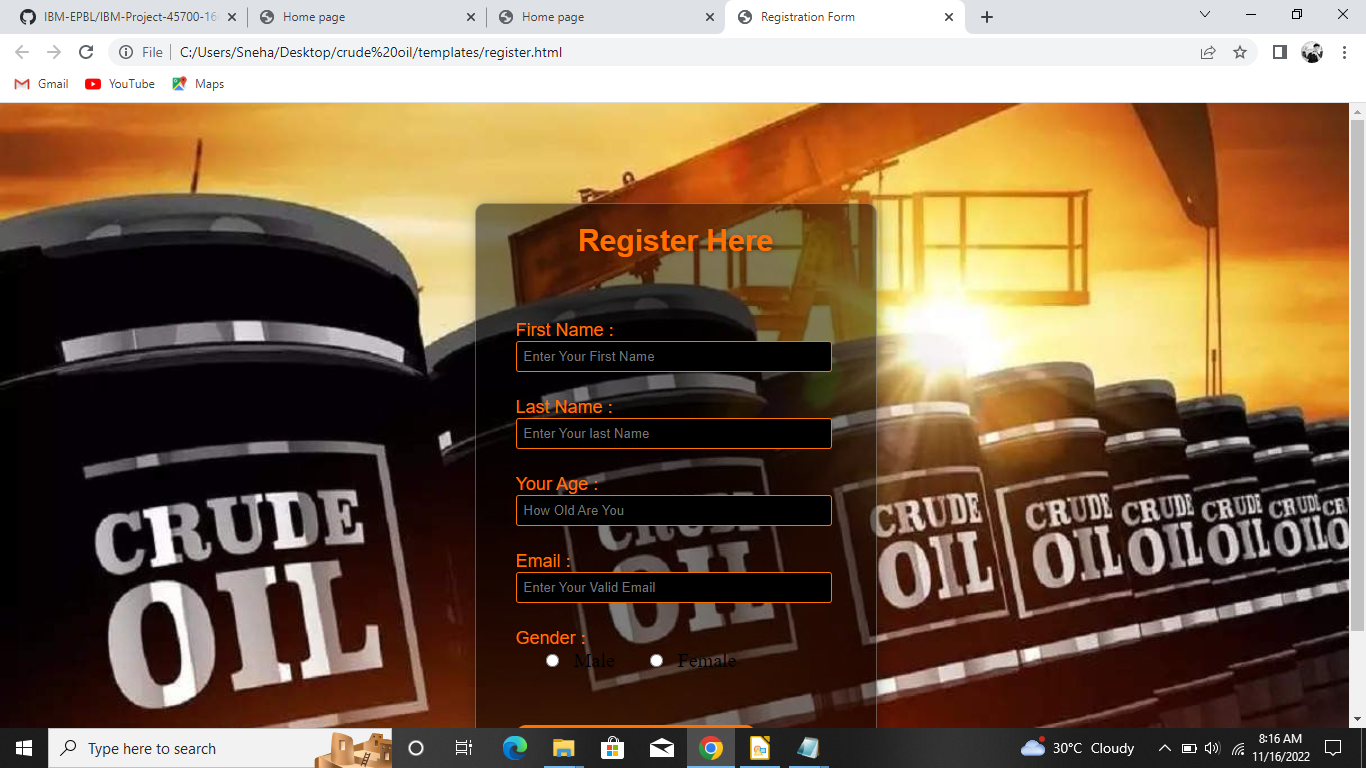 IBM-EPBL/IBM-Project-45700-16
Home page
Home page
Registration Form
File
C:/Users/Sneha/Desktop/crude%20oil/templates/register.html
Gmail
YouTube
Maps
Register Here
First Name :
Enter Your First Name
Last Name :
Enter Your last Name
Your Age :
How Old Are You
Email :
Enter Your Valid Email
Gender :
Male
Female
CRUDE
OIL
CRUDE
OIL
CRUDE
OIL
CRUDE
OIL
CRUDE
OIL
CRUDE
OIL
Type here to search
30°C Cloudy
8:16 AM
11/16/2022